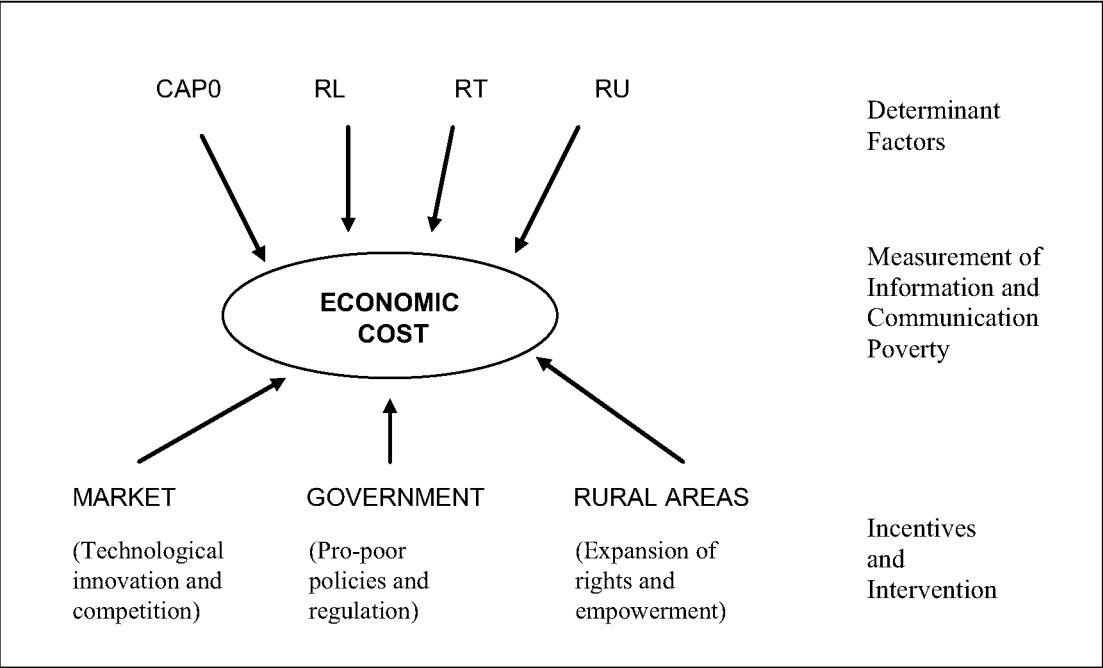 CAP0 RL RT RU
Determinant
Factors
ECONOMIC
COST
Measurement of
Information and
Communication
Poverty
MARKET
(Technological
innovation and
competition)
GOVERNMENT
(Pro-poor
policies and
regulation)
RURAL AREAS
(Expansion of
rights and
empowerment)
Incentives
and
Intervention